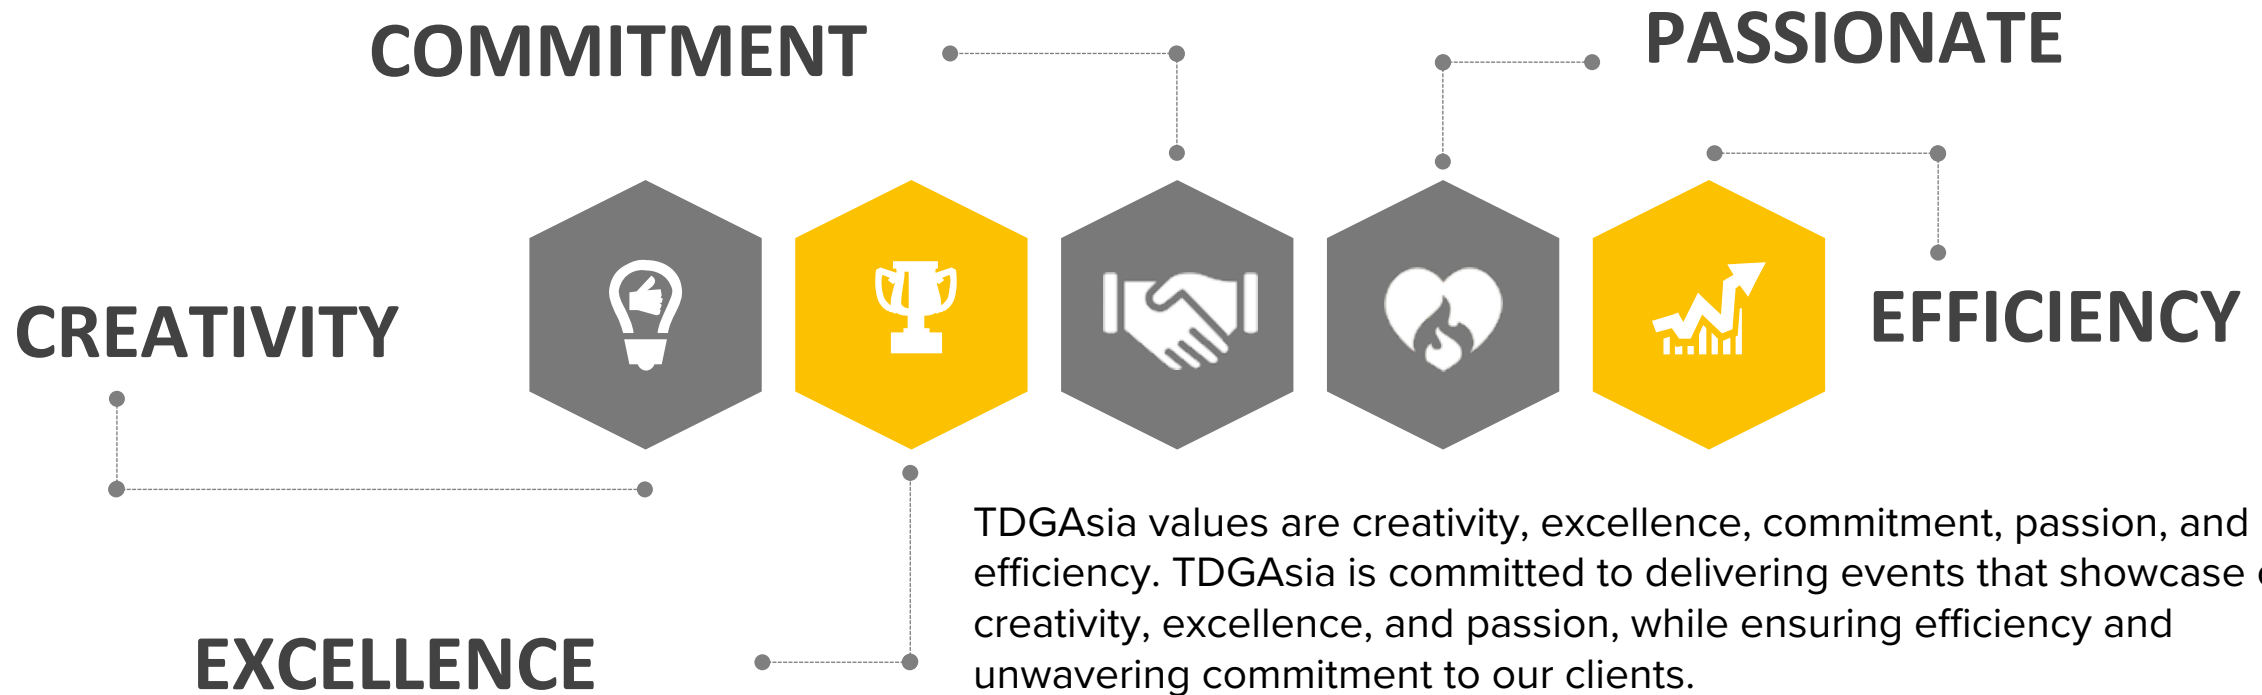 COMMITMENT
PASSIONATE
CREATIVITY
EFFICIENCY
EXCELLENCE
TDGAsia values are creativity, excellence, commitment, passion, and
efficiency. TDGAsia is committed to delivering events that showcase
creativity, excellence, and passion, while ensuring efficiency and
unwavering commitment to our clients.